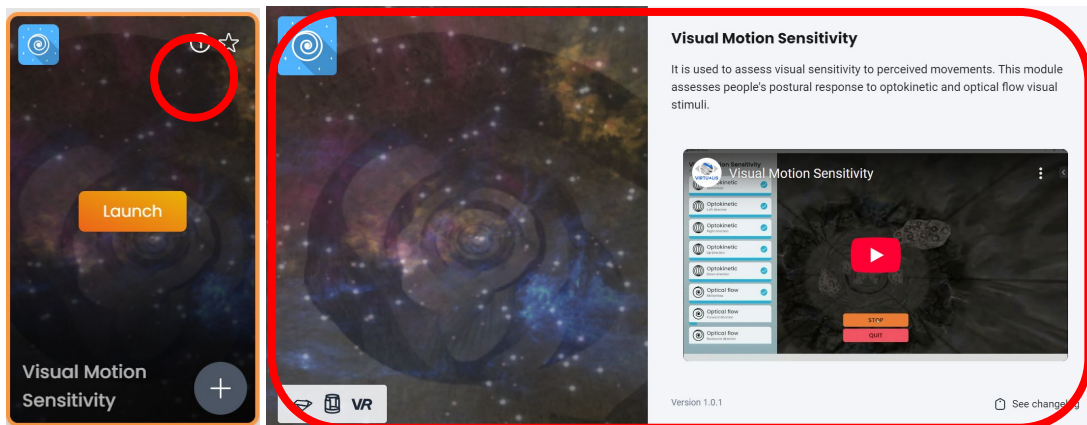 Launch
Visual Motion
Sensitivity
VR
Visual Motion Sensitivity
It is used to assess visual sensitivity to perceived movements. This module
assesses people's postural response to optokinetic and optical flow visual
stimuli.
Visual Motion Sensitivity
VIRTUALIS
Optokinetic
Optokinetic
Optokinetic
Optokinetic
Optokinetic
Optical flow
Optical flow
Optical flow
STOP
QUIT
Version 1.0.1
See changelog